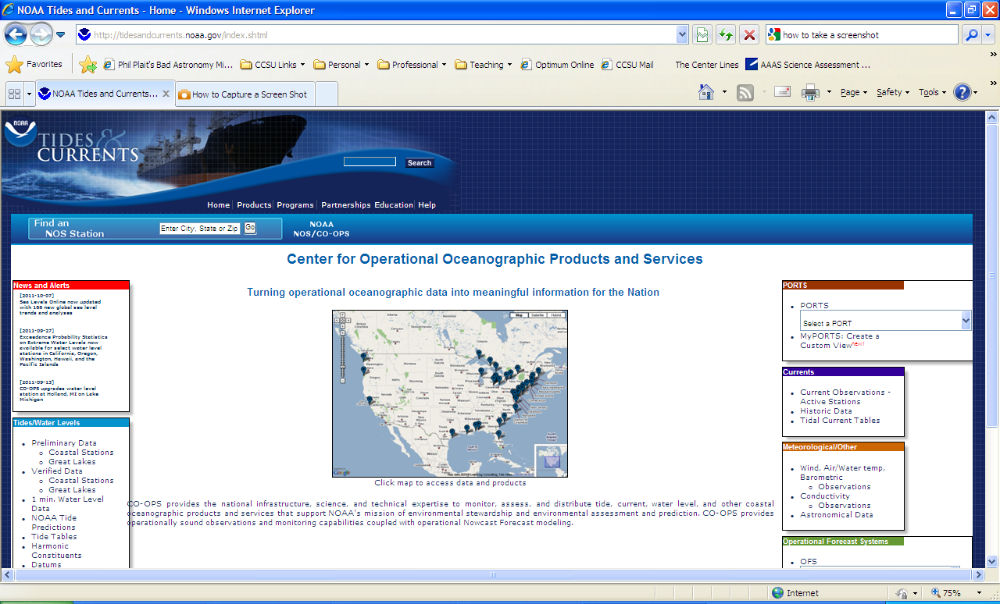 NOAA Tides and Currents - Home - Windows Internet Explorer
http://tidesandcurrents.noaa.gov/index.shtml
how to take a screenshot
Favorites
Phil Plait's Bad Astronomy Mi...
CCSU Links
Personal
Professional
Teaching
Optimum Online
CCSU Mail
The Center Lines
AAAS Science Assessment ...
NOAA Tides and Currents...
How to Capture a Screen Shot
Page
Safety
Tools
NOAA
TIDES &
CURRENTS
Search
Home
Products
Programs
Partnerships
Education
Help
Find an
NOS Station
Enter City, State or Zip
Go
NOAA
NOS/CO-OPS
Center for Operational Oceanographic Products and Services
News and Alerts
[2011-10-07]
Sea Levels Online now updated
with 166 new global sea level
trends and analyses
[2011-09-27]
Exceedence Probability Statistics
on Extreme Water Levels now
available for select water level
stations in California, Oregon,
Washington, Hawaii, and the
Pacific Islands
[2011-09-13]
CO-OPS upgrades water level
station at Holland, MI on Lake
Michigan
Tides/Water Levels
Preliminary Data
Coastal Stations
Great Lakes
Verified Data
Coastal Stations
Great Lakes
1 min. Water Level
Data
NOAA Tide
Predictions
Tide Tables
Harmonic
Constituents
Datums
Turning operational oceanographic data into meaningful information for the Nation
Map
Satellite
Hybrid
Google
Click map to access data and products
CO-OPS provides the national infrastructure, science, and technical expertise to monitor, assess, and distribute tide, current, water level, and other coastal
oceanographic products and services that support NOAA's mission of environmental stewardship and environmental assessment and prediction. CO-OPS provides
operationally sound observations and monitoring capabilities coupled with operational Nowcast Forecast modeling.
PORTS
PORTS
Select a PORT
MyPORTS: Create a
Custom View new!
Currents
Current Observations -
Active Stations
Historic Data
Tidal Current Tables
Meteorological/Other
Wind, Air/Water temp,
Barometric
Observations
Conductivity
Observations
Astronomical Data
Operational Forecast Systems
OFS
Internet
75%